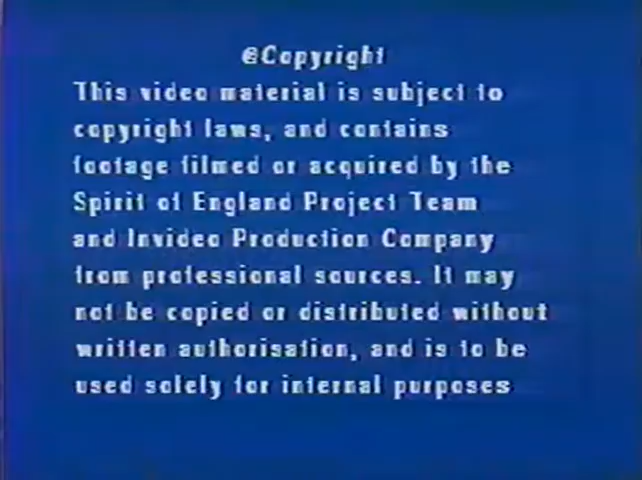 ©Copyright
This video material is subject to
copyright laws, and contains
footage filmed or acquired by the
Spirit of England Project Team
and Invideo Production Company
from professional sources. It may
not be copied or distributed without
written authorisation, and is to be
used solely for internal purposes